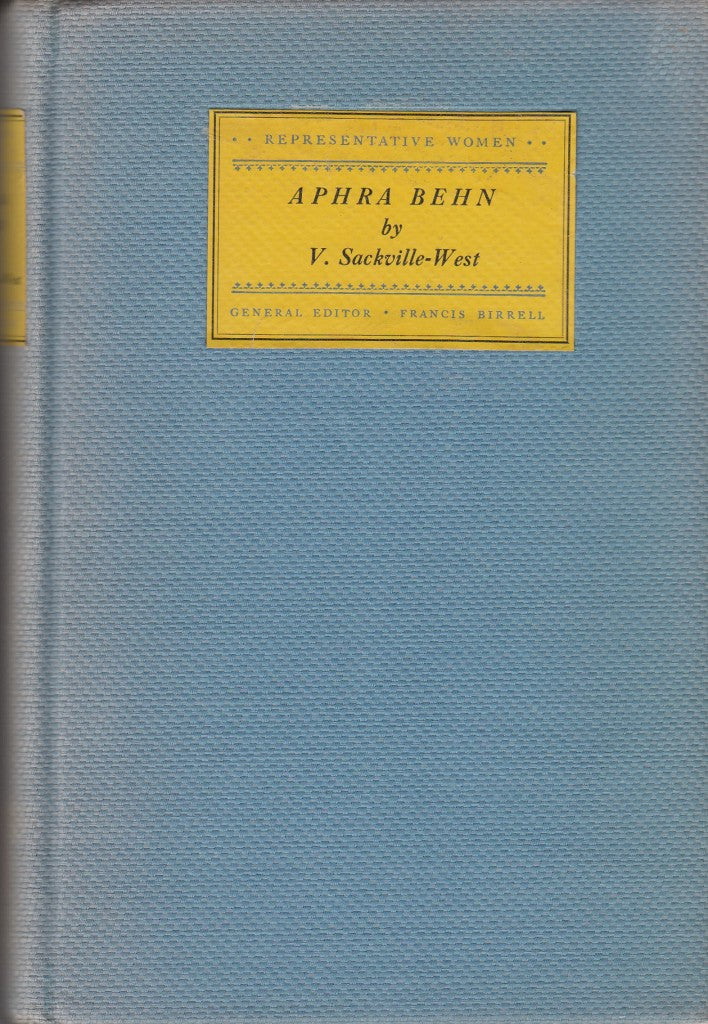 · · REPRESENTATIVE WOMEN · ·
APHRA BEHN
by
V. Sackville-West
GENERAL EDITOR · FRANCIS BIRRELL